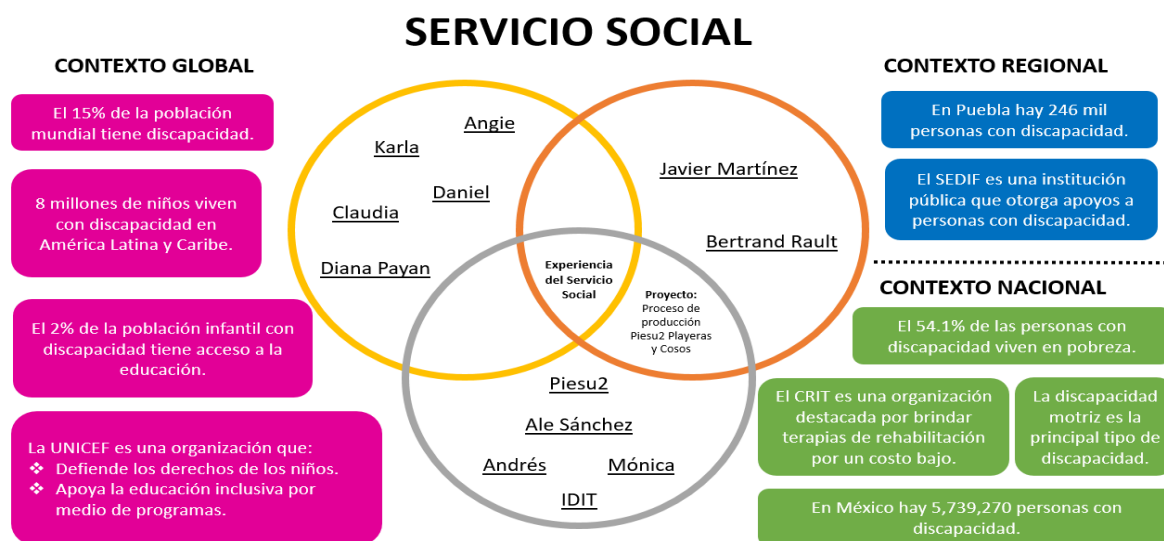 SERVICIO SOCIAL
CONTEXTO GLOBAL
El 15% de la población
mundial tiene discapacidad.
8 millones de niños viven
con discapacidad en
América Latina y Caribe.
El 2% de la población infantil con
discapacidad tiene acceso a la
educación.
La UNICEF es una organización que:
❖ Defiende los derechos de los niños.
❖ Apoya la educación inclusiva por
medio de programas.
Angie
Karla
Daniel
Claudia
Diana Payan
Javier Martínez
Bertrand Rault
Experiencia
del Servicio
Social
Proyecto:
Proceso de
producción
Piesu2 Playeras
y Cosos
Piesu2
Ale Sánchez
Andrés
Mónica
IDIT
CONTEXTO REGIONAL
En Puebla hay 246 mil
personas con discapacidad.
El SEDIF es una institución
pública que otorga apoyos a
personas con discapacidad.
CONTEXTO NACIONAL
El 54.1% de las personas con
discapacidad viven en pobreza.
El CRIT es una organización
destacada por brindar
terapias de rehabilitación
por un costo bajo.
La discapacidad
motriz es la
principal tipo de
discapacidad.
En México hay 5,739,270 personas con
discapacidad.